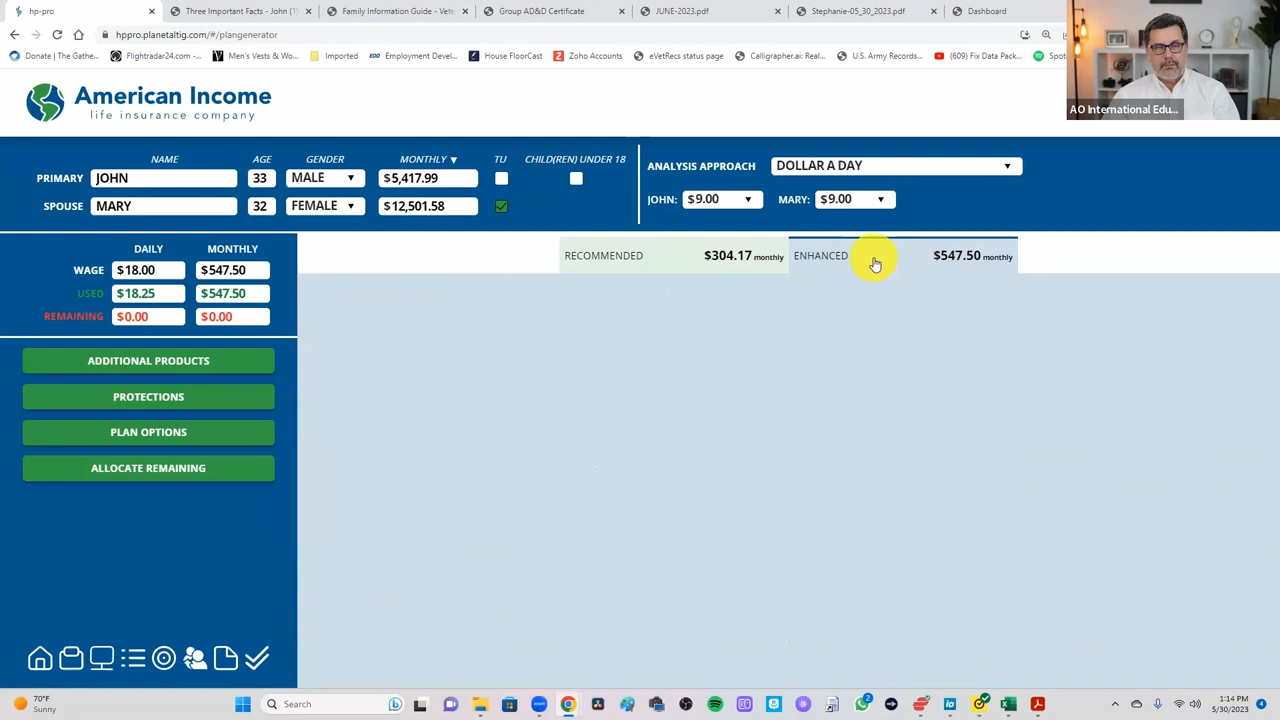 hp-pro
Three Important Facts - John (1)
Family Information Guide - Vete
Group AD&D Certificate
JUNE-2023.pdf
Stephanie-05_30_2023.pdf
Dashboard
hppro.planetaltig.com/#/plangenerator
Donate | The Gathe...
Flightradar24.com -...
Men's Vests & Wo...
Imported
Employment Devel...
House FloorCast
Zoho Accounts
eVetRecs status page
Calligrapher.ai: Real...
U.S. Army Records...
(609) Fix Data Pack...
Spot
AO International Edu...
American Income
life insurance company
NAME AGE GENDER MONTHLY ▼ TU CHILD(REN) UNDER 18
PRIMARY JOHN 33 MALE $5,417.99
SPOUSE MARY 32 FEMALE $12,501.58
ANALYSIS APPROACH DOLLAR A DAY
JOHN: $9.00 MARY: $9.00
DAILY MONTHLY
WAGE $18.00 $547.50
USED $18.25 $547.50
REMAINING $0.00 $0.00
RECOMMENDED $304.17 monthly
ENHANCED $547.50 monthly
ADDITIONAL PRODUCTS
PROTECTIONS
PLAN OPTIONS
ALLOCATE REMAINING
70°F
Sunny
Search
2
1:14 PM
5/30/2023
4